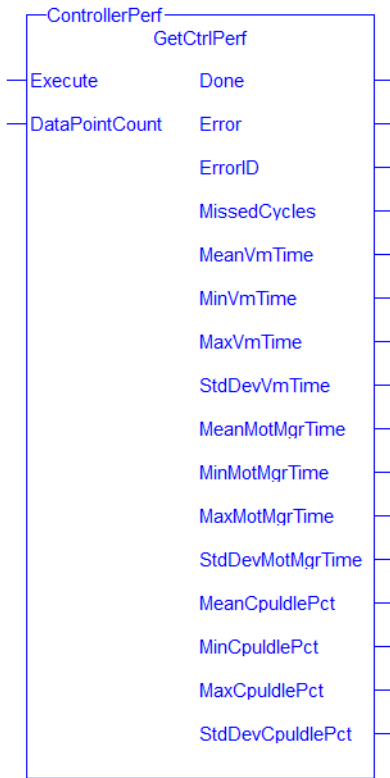 ControllerPerf
GetCtrlPerf
Execute Done
DataPointCount Error
ErrorID
MissedCycles
MeanVmTime
MinVmTime
MaxVmTime
StdDevVmTime
MeanMotMgrTime
MinMotMgrTime
MaxMotMgrTime
StdDevMotMgrTime
MeanCpuIdlePct
MinCpuIdlePct
MaxCpuIdlePct
StdDevCpuIdlePct